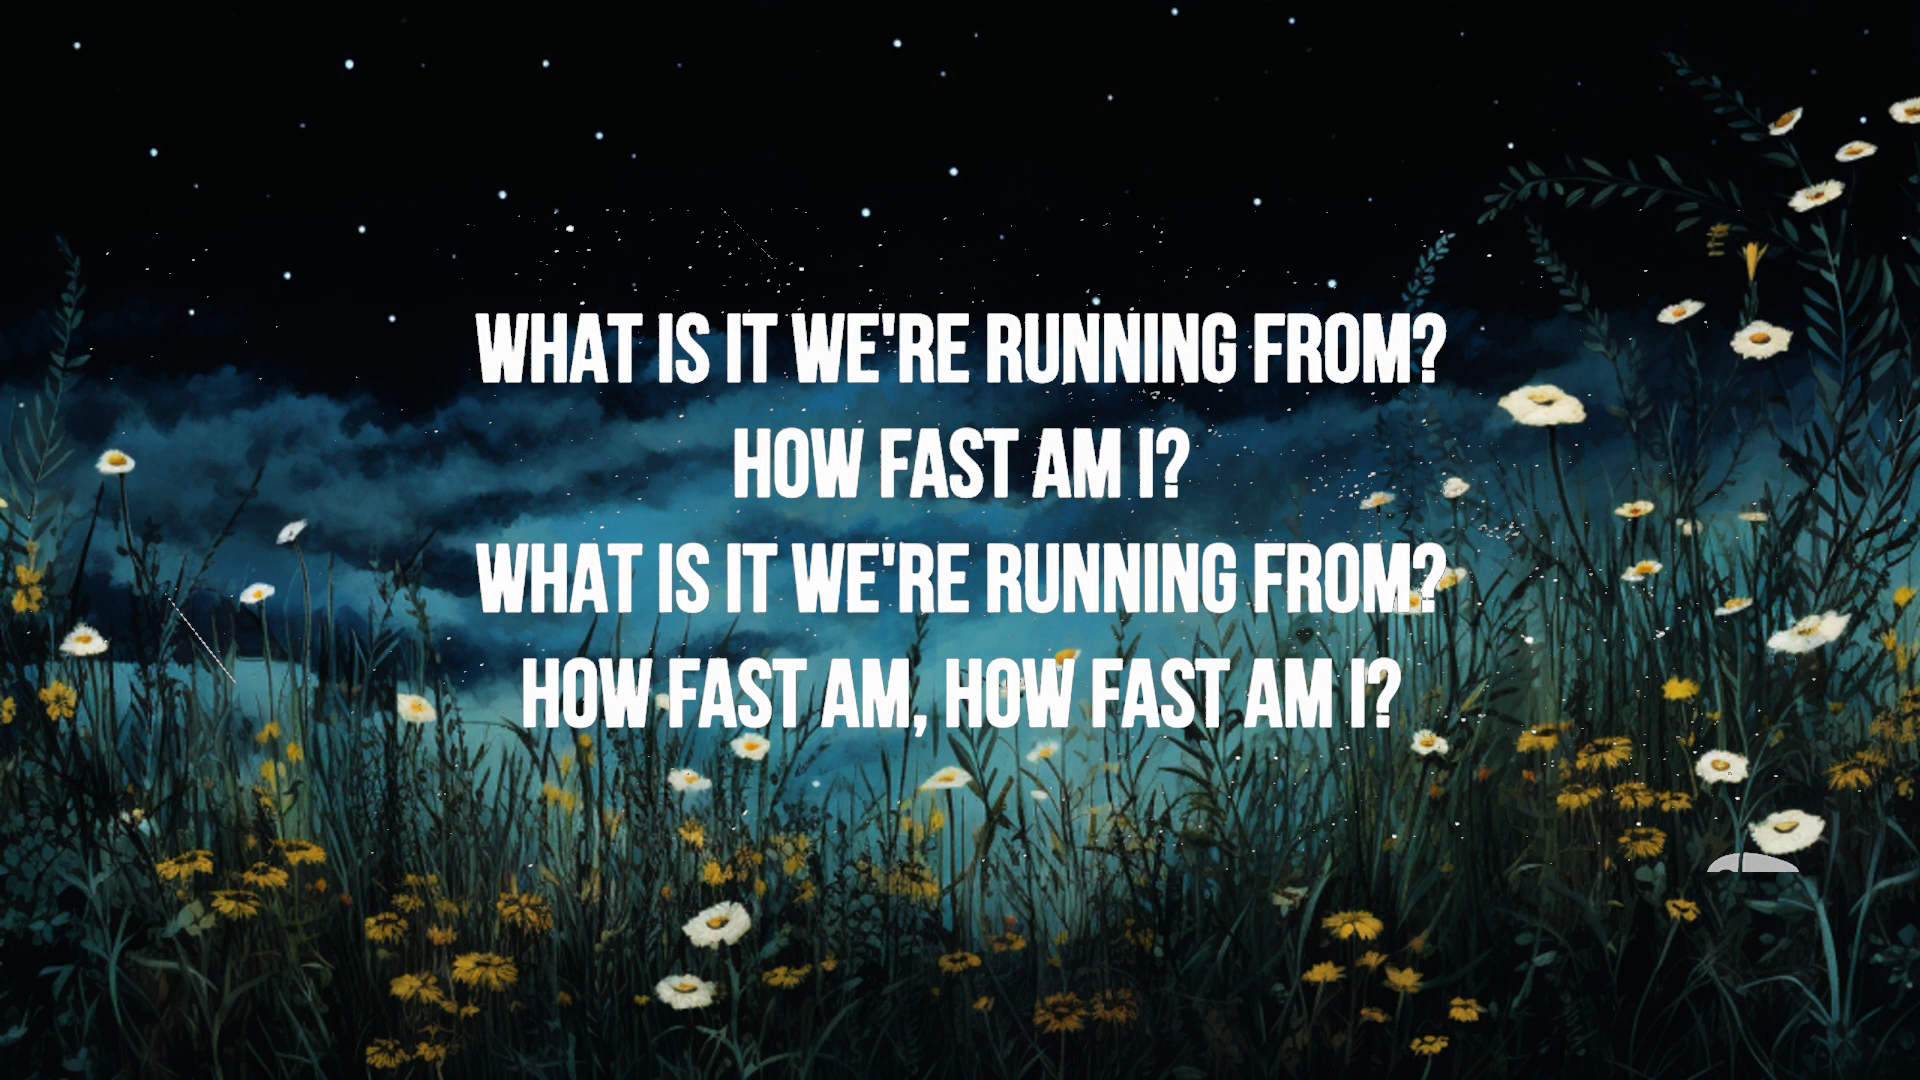 WHAT IS IT WE'RE RUNNING FROM?
HOW FAST AM I?
WHAT IS IT WE'RE RUNNING FROM?
HOW FAST AM, HOW FAST AM I?